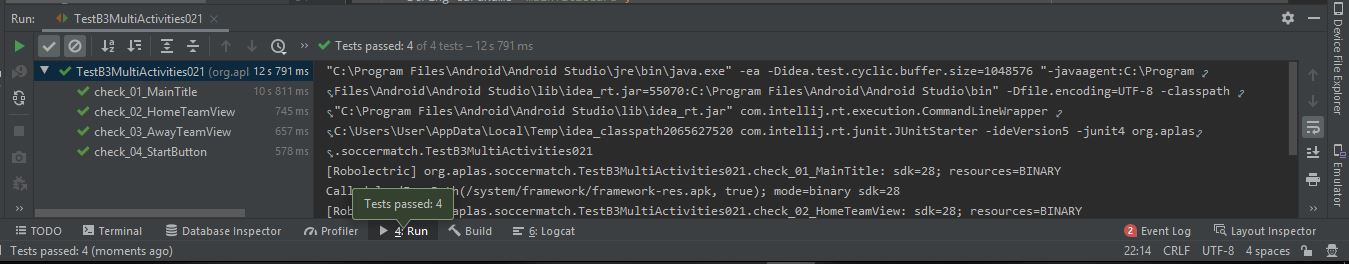 Run: TestB3MultiActivities021 ×
Tests passed: 4 of 4 tests – 12 s 791 ms
TestB3MultiActivities021 (org.apl 12 s 791 ms
check_01_MainTitle 10 s 811 ms
check_02_HomeTeamView 745 ms
check_03_AwayTeamView 657 ms
check_04_StartButton 578 ms
"C:\Program Files\Android\Android Studio\jre\bin\java.exe" -ea -Didea.test.cyclic.buffer.size=1048576 "-javaagent:C:\Program
Files\Android\Android Studio\lib\idea_rt.jar=55070:C:\Program Files\Android\Android Studio\bin" -Dfile.encoding=UTF-8 -classpath
"C:\Program Files\Android\Android Studio\lib\idea_rt.jar" com.intellij.rt.execution.CommandLineWrapper
C:\Users\User\AppData\Local\Temp\idea_classpath2065627520 com.intellij.rt.junit.JUnitStarter -ideVersion5 -junit4 org.aplas
.soccermatch.TestB3MultiActivities021
[Robolectric] org.aplas.soccermatch.TestB3MultiActivities021.check_01_MainTitle: sdk=28; resources=BINARY
Call
Path(/system/framework/framework-res.apk, true); mode=binary sdk=28
[Rob
.aplas.soccermatch.TestB3MultiActivities021.check_02_HomeTeamView: sdk=28; resources=BINARY
Tests passed: 4
Device File Explorer
Emulator
TODO Terminal Database Inspector Profiler 4: Run Build 6: Logcat 2 Event Log Layout Inspector
Tests passed: 4 (moments ago) 22:14 CRLF UTF-8 4 spaces